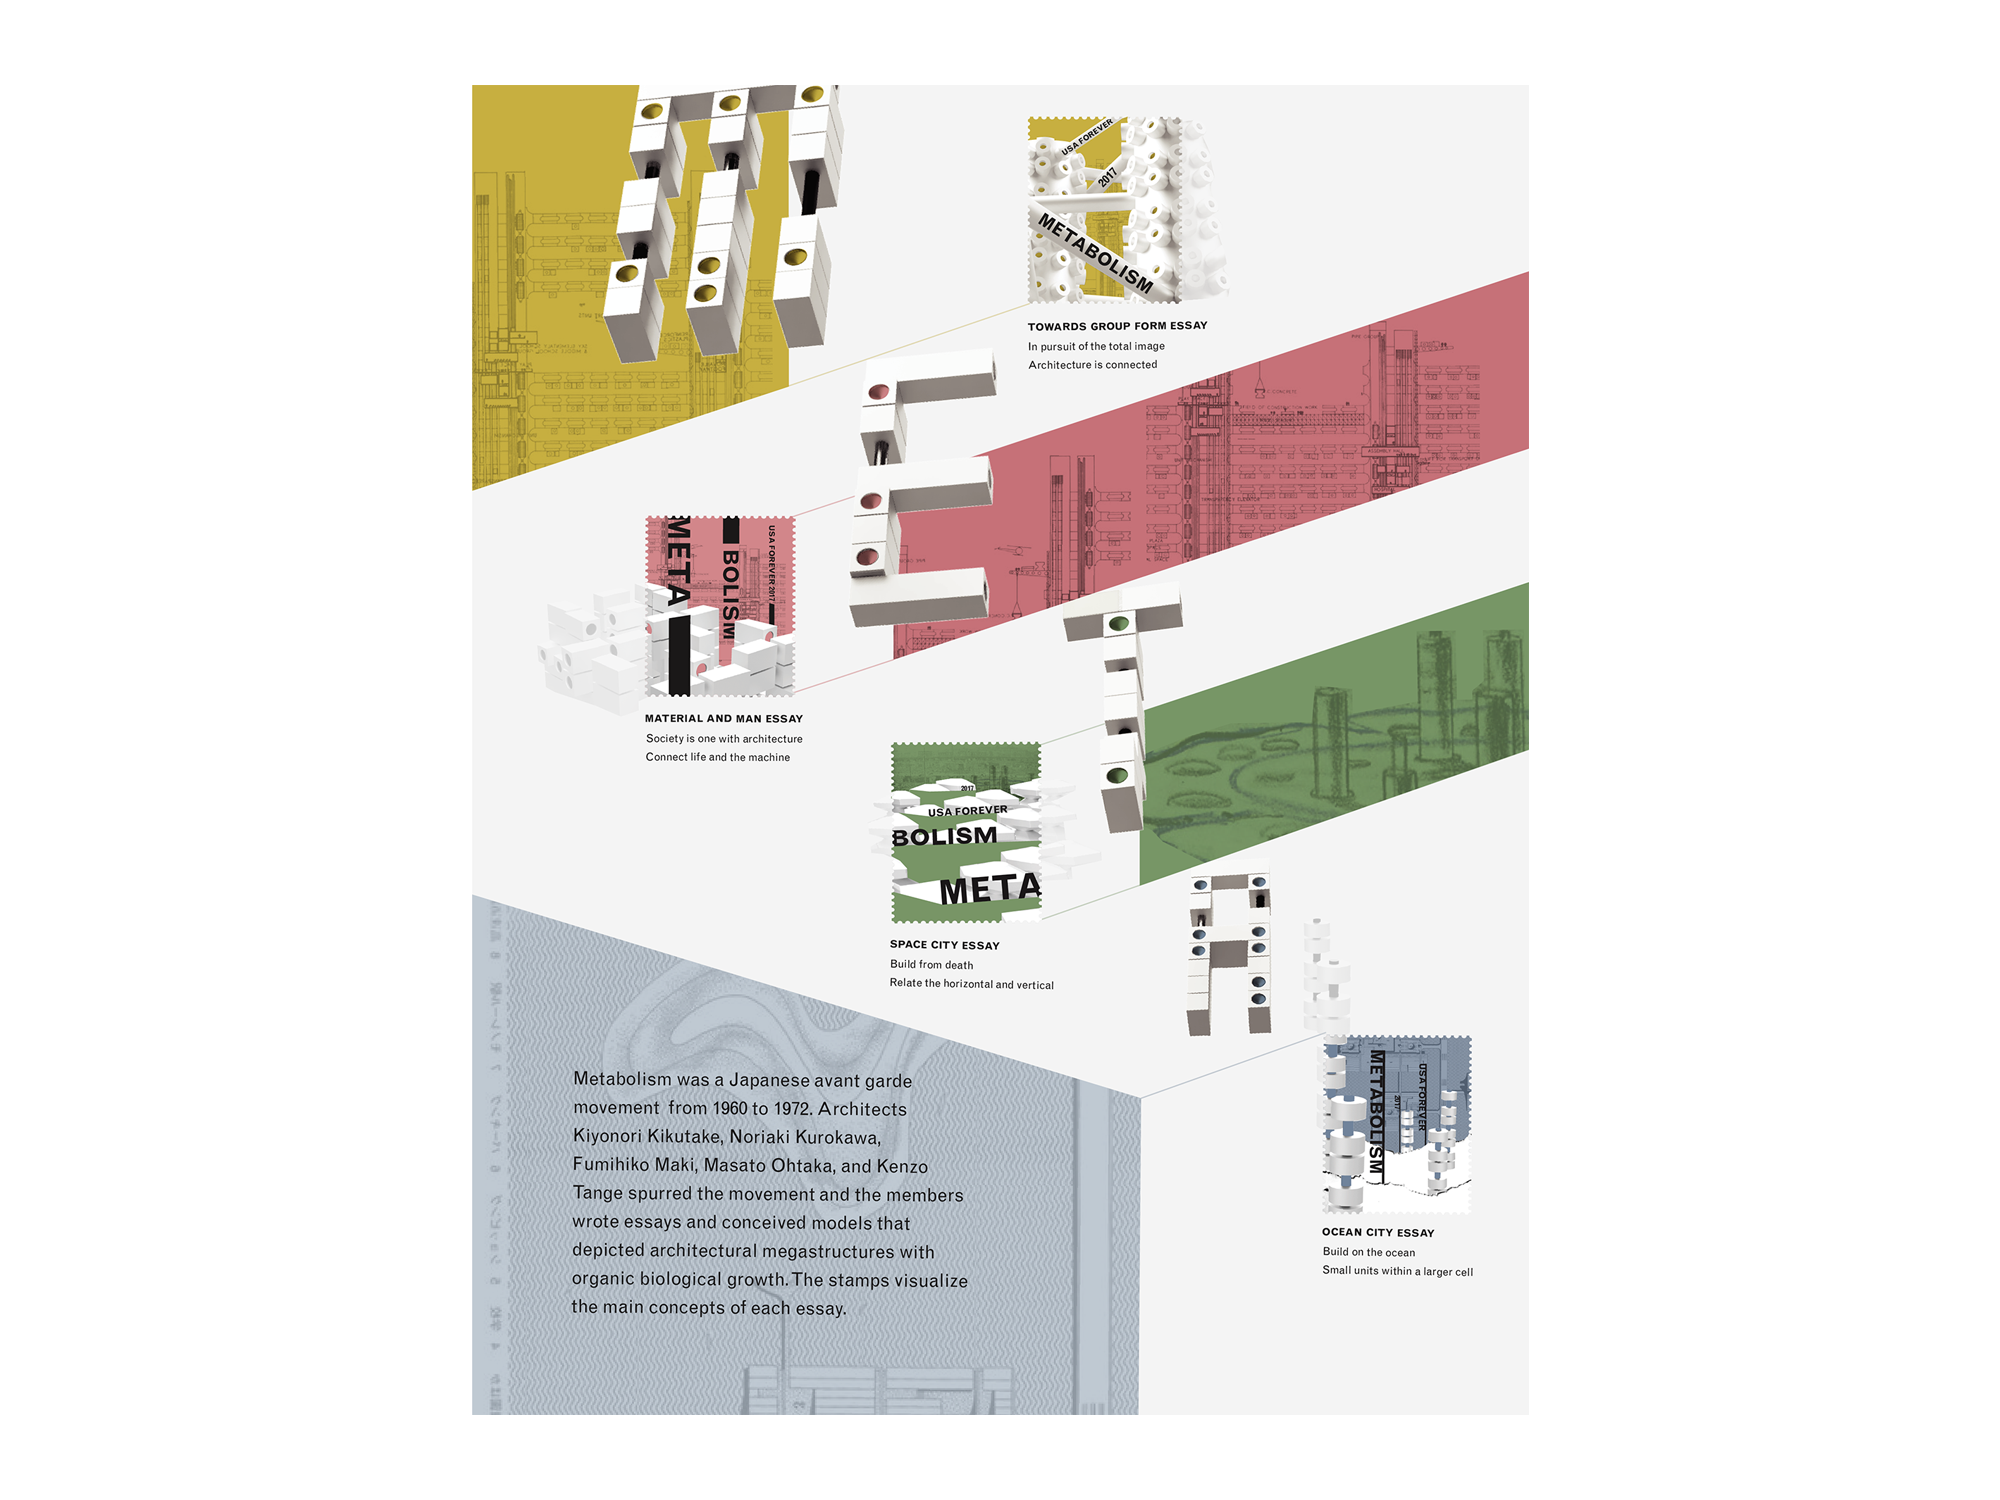 USA FOREVER
2017
METABOLISM
TOWARDS GROUP FORM ESSAY
In pursuit of the total image
Architecture is connected
META
BOLISM
USA FOREVER 2017
MATERIAL AND MAN ESSAY
Society is one with architecture
Connect life and the machine
2017
USA FOREVER
BOLISM
META
SPACE CITY ESSAY
Build from death
Relate the horizontal and vertical
METABOLISM
2017
USA FOREVER
OCEAN CITY ESSAY
Build on the ocean
Small units within a larger cell
Metabolism was a Japanese avant garde
movement from 1960 to 1972. Architects
Kiyonori Kikutake, Noriaki Kurokawa,
Fumihiko Maki, Masato Ohtaka, and Kenzo
Tange spurred the movement and the members
wrote essays and conceived models that
depicted architectural megastructures with
organic biological growth. The stamps visualize
the main concepts of each essay.